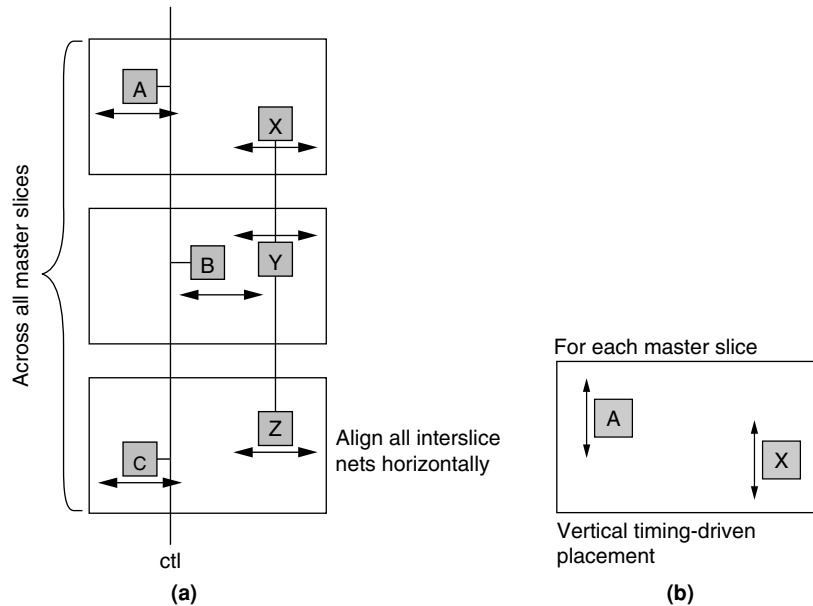 Across all master slices
A
X
B
Y
C
Z
Align all interslice
nets horizontally
ctl
(a)
For each master slice
A
X
Vertical timing-driven
placement
(b)